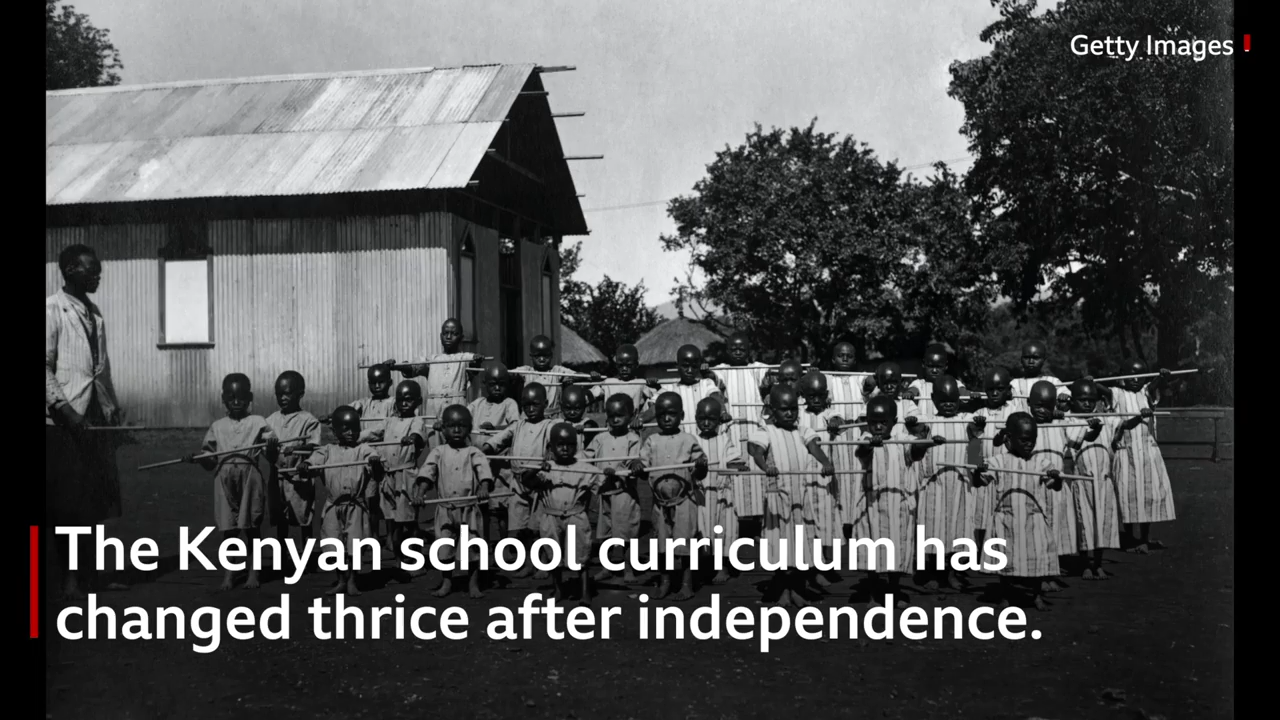 Getty Images
The Kenyan school curriculum has
changed thrice after independence.